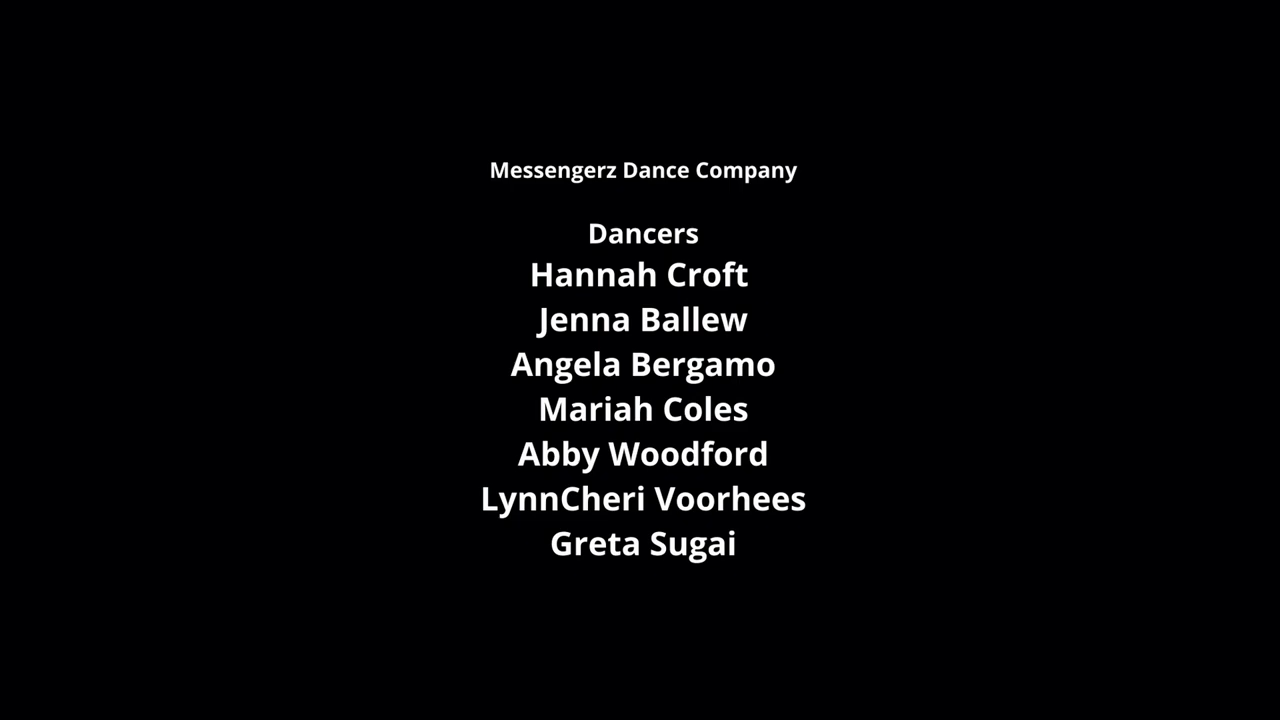 Messengerz Dance Company
Dancers
Hannah Croft
Jenna Ballew
Angela Bergamo
Mariah Coles
Abby Woodford
LynnCheri Voorhees
Greta Sugai